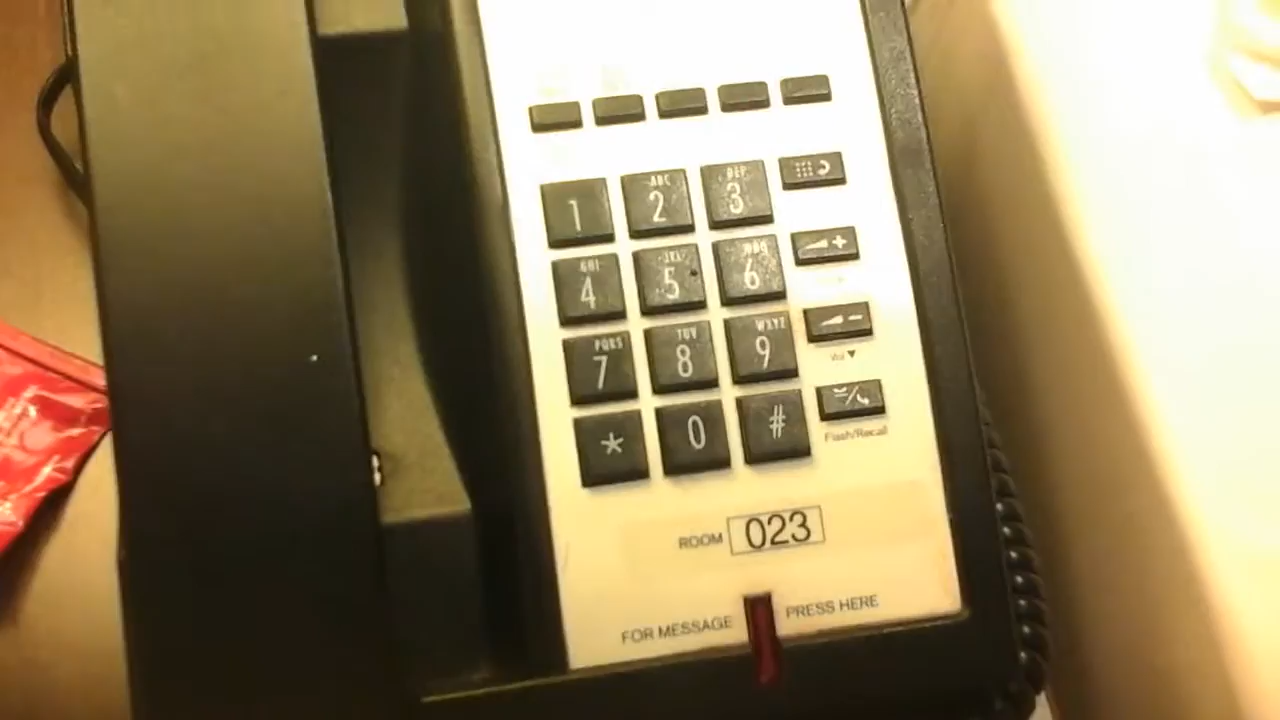 1 ABC 2 DEF 3
GHI 4 JKL 5 MNO 6 +
PQRS 7 TUV 8 WXYZ 9 -
Vol ▼
* 0 #
Flash/Recall
ROOM 023
FOR MESSAGE PRESS HERE